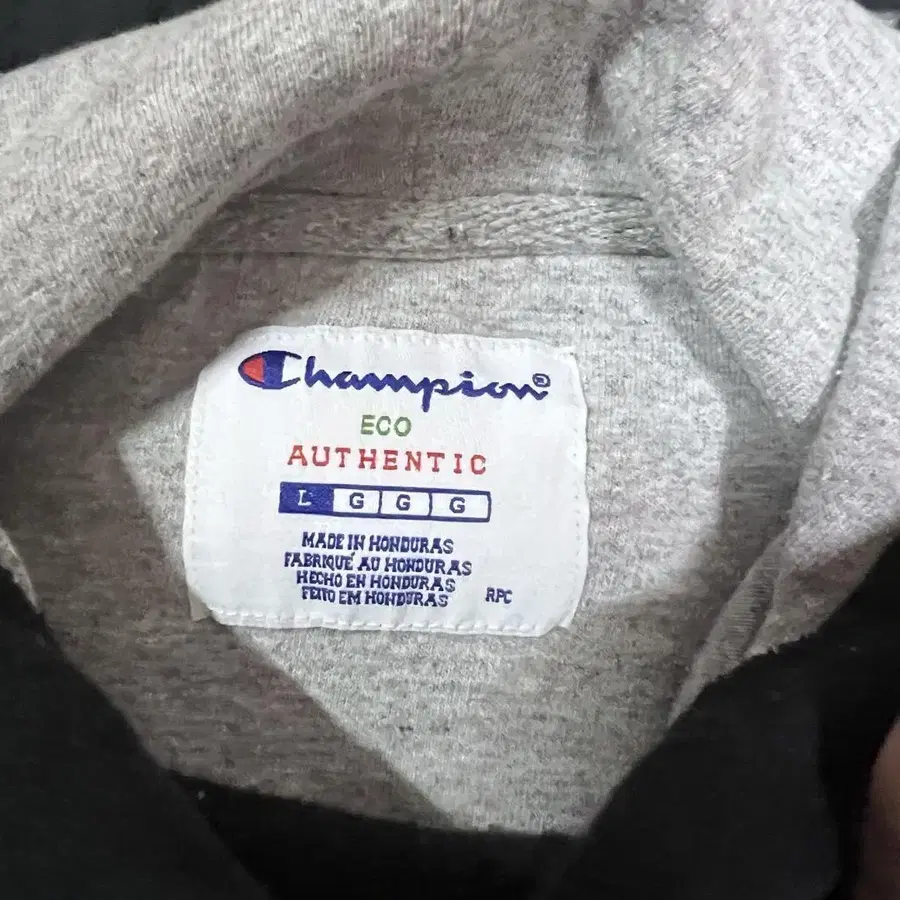 Champion®
ECO
AUTHENTIC
L G G G
MADE IN HONDURAS
FABRIQUÉ AU HONDURAS
HECHO EN HONDURAS
FEITO EM HONDURAS RPC